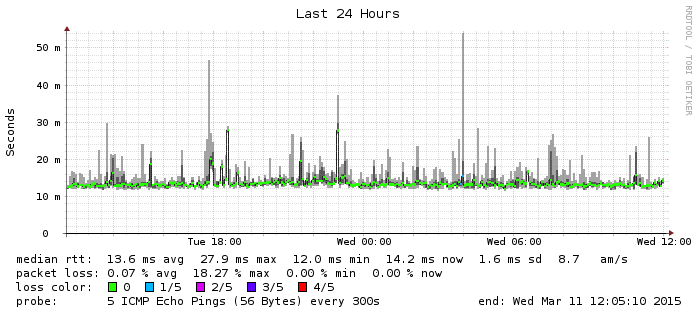 Last 24 Hours
RRDTOOL / TOBI OETIKER
Seconds
50 m
40 m
30 m
20 m
10 m
0
Tue 18:00 Wed 00:00 Wed 06:00 Wed 12:00
median rtt: 13.6 ms avg 27.9 ms max 12.0 ms min 14.2 ms now 1.6 ms sd 8.7 am/s
packet loss: 0.07 % avg 18.27 % max 0.00 % min 0.00 % now
loss color: 0 1/5 2/5 3/5 4/5
probe: 5 ICMP Echo Pings (56 Bytes) every 300s end: Wed Mar 11 12:05:10 2015